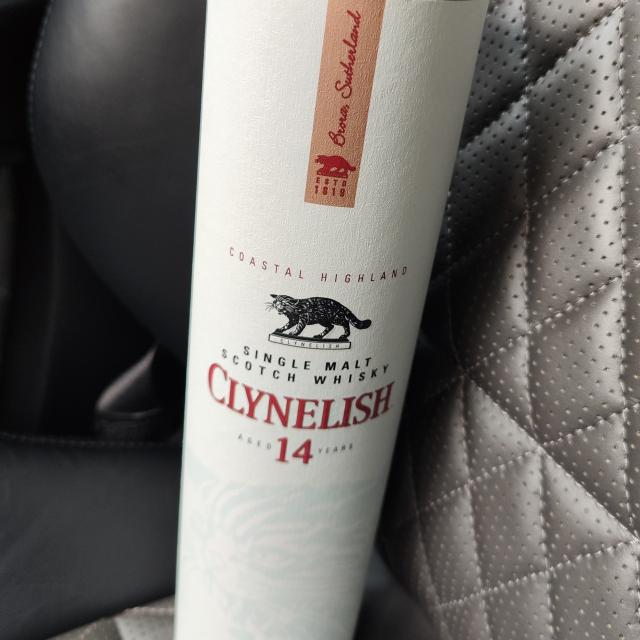 Brora, Sutherland
ESTD
1819
COASTAL HIGHLAND
CLYNELISH
SINGLE MALT
SCOTCH WHISKY
CLYNELISH
AGED 14 YEARS